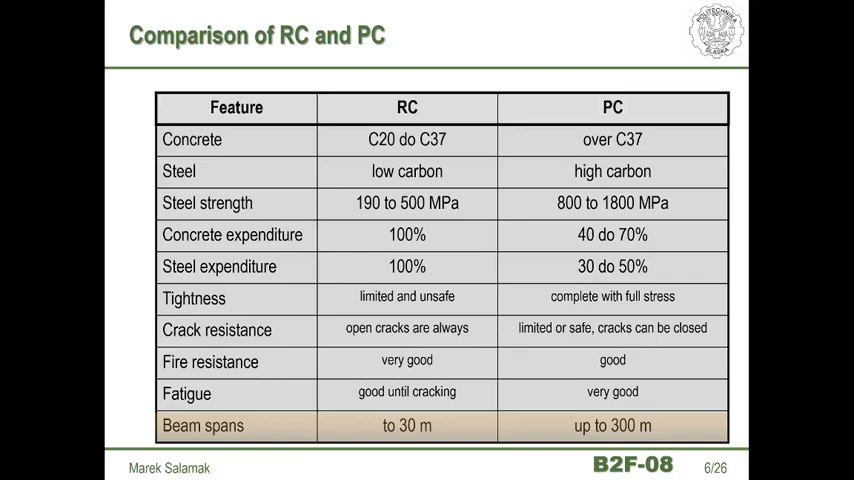 Comparison of RC and PC
POLITECHNIKA
ŚLĄSKA
Feature RC PC
Concrete C20 do C37 over C37
Steel low carbon high carbon
Steel strength 190 to 500 MPa 800 to 1800 MPa
Concrete expenditure 100% 40 do 70%
Steel expenditure 100% 30 do 50%
Tightness limited and unsafe complete with full stress
Crack resistance open cracks are always limited or safe, cracks can be closed
Fire resistance very good good
Fatigue good until cracking very good
Beam spans to 30 m up to 300 m
Marek Salamak B2F-08 6/26